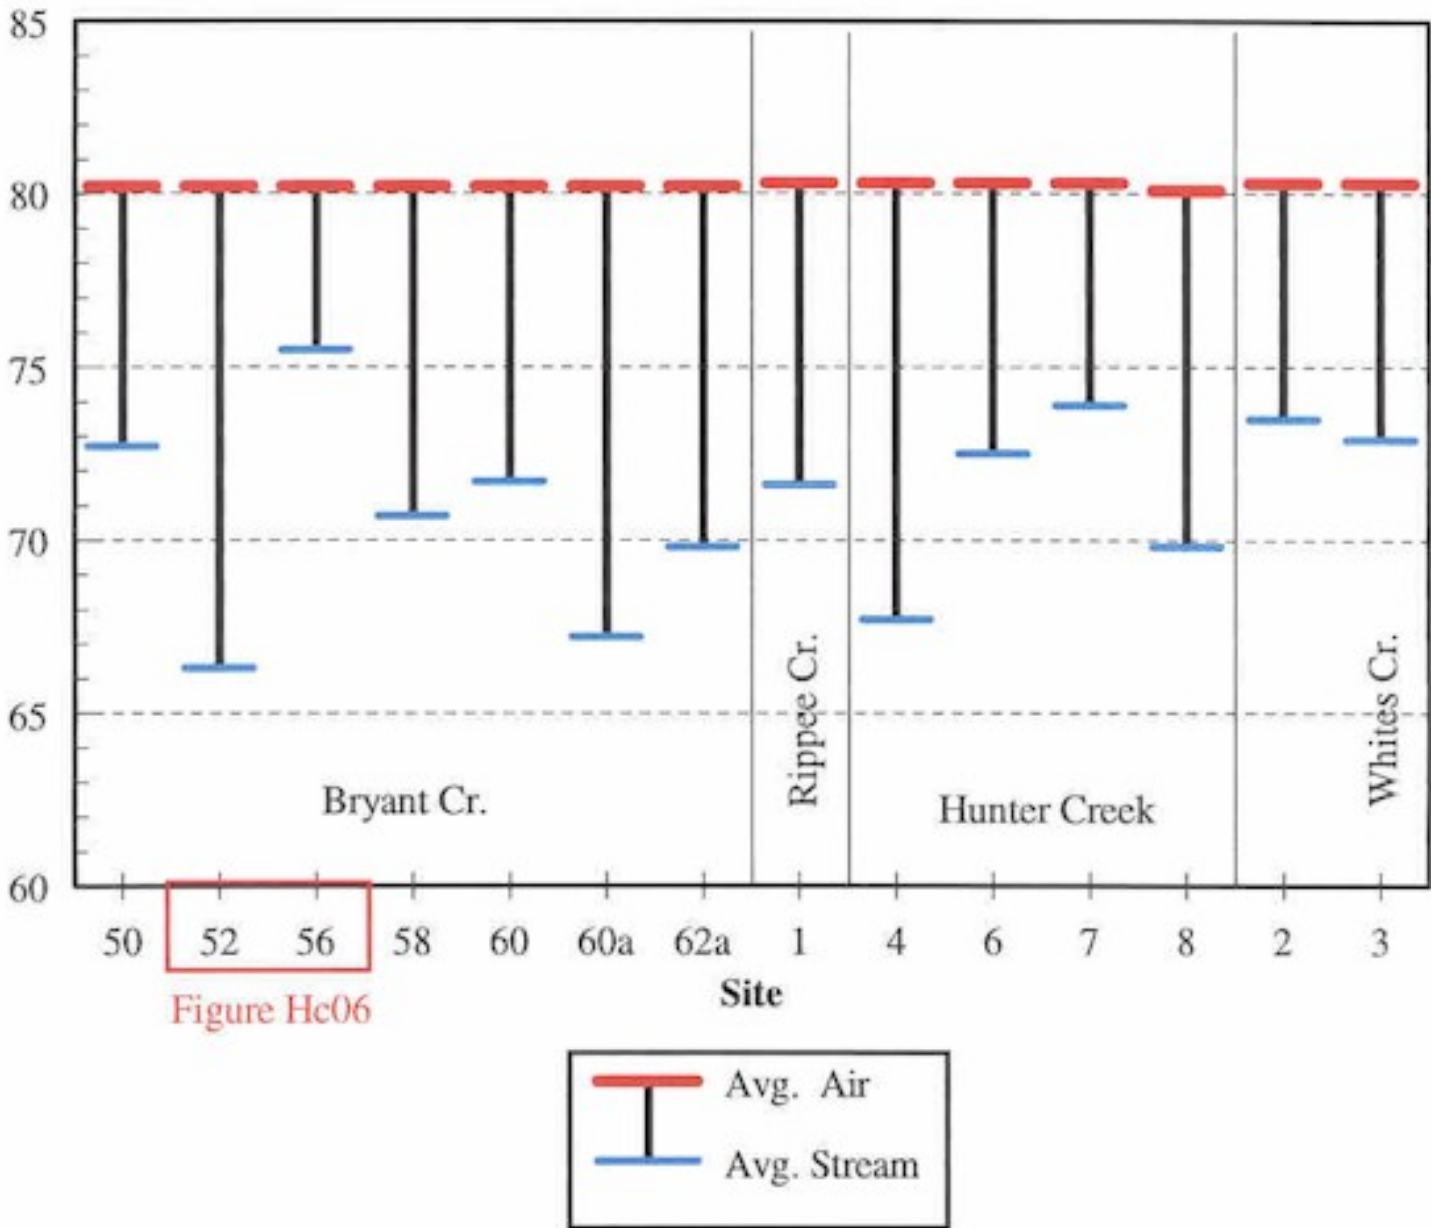 85
80
75
70
65
60
Bryant Cr.
Rippee Cr.
Hunter Creek
Whites Cr.
50 52 56 58 60 60a 62a 1 4 6 7 8 2 3
Site
Figure Hc06
Avg. Air
Avg. Stream